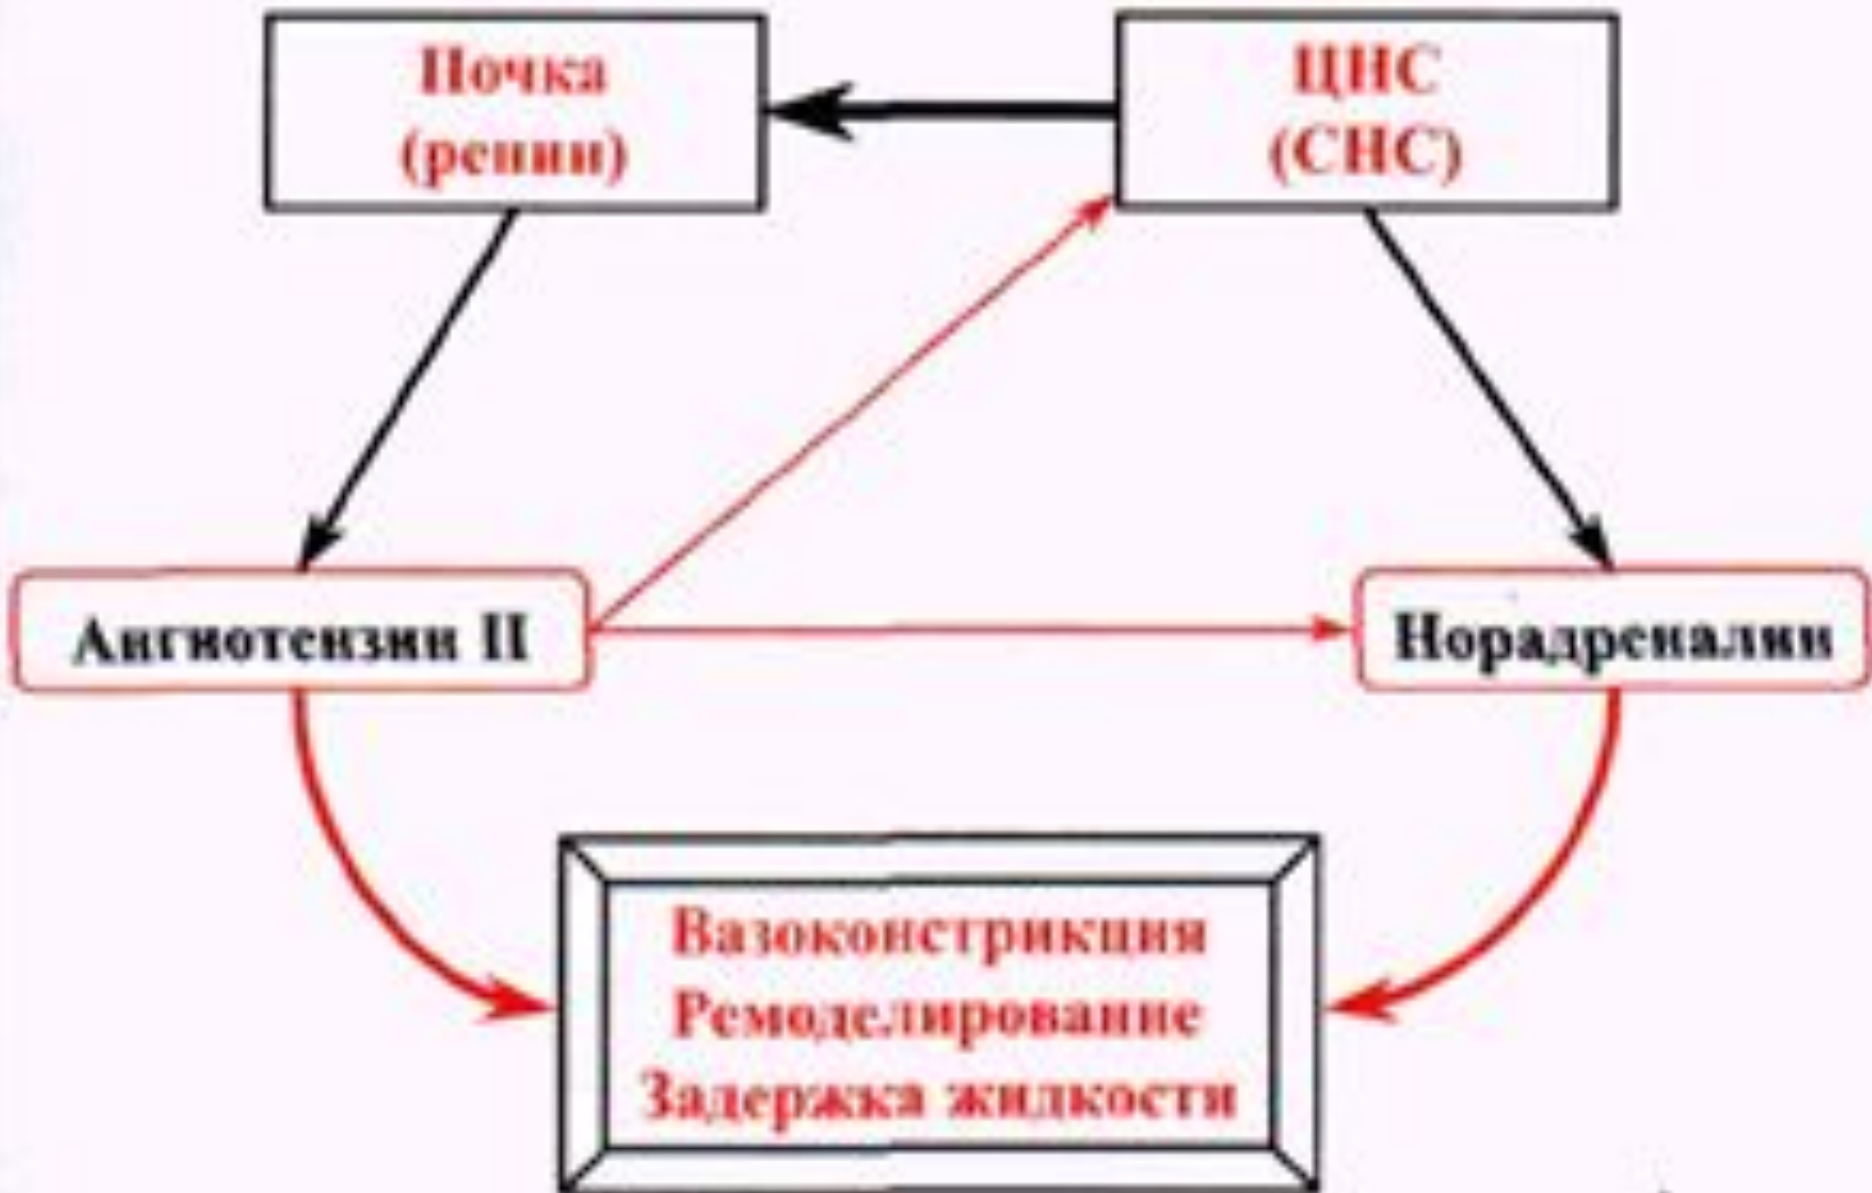 Почка
(ренин)
ЦНС
(СНС)
Ангиотензин II
Норадреналин
Вазоконстрикция
Ремоделирование
Задержка жидкости